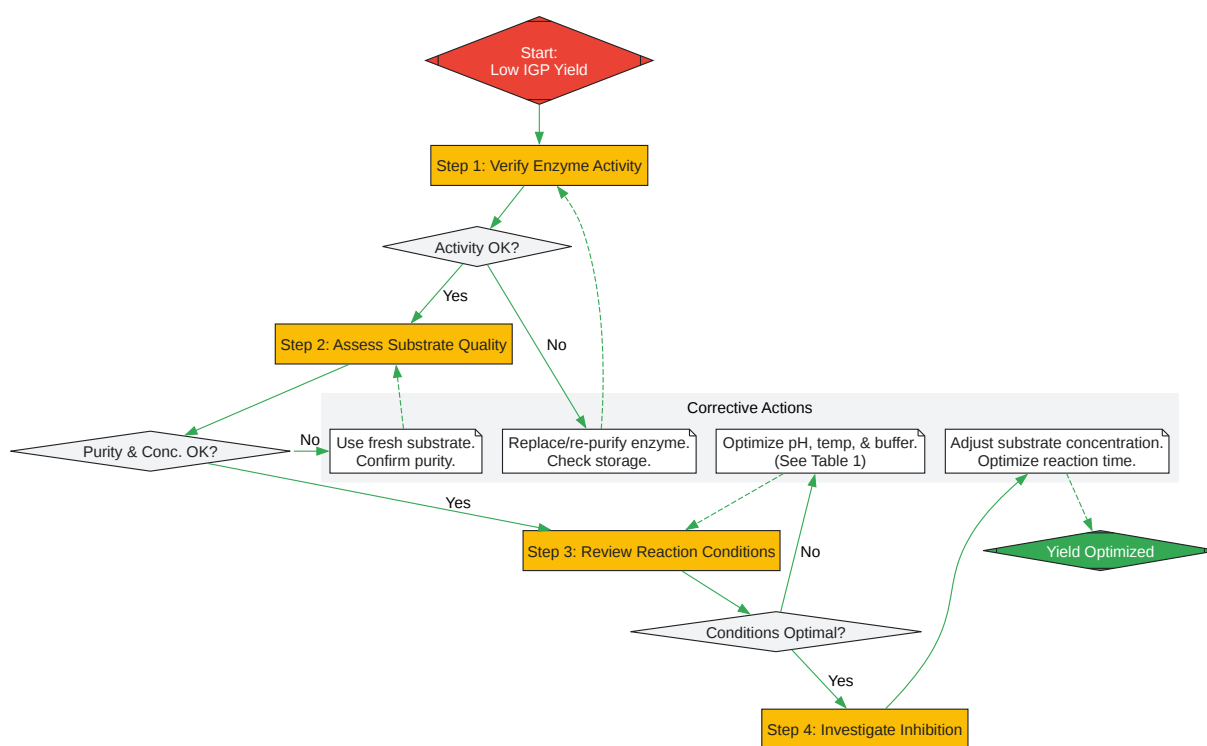 Start:
Low IGP Yield
Step 1: Verify Enzyme Activity
Activity OK?
Yes
Step 2: Assess Substrate Quality
No
Corrective Actions
Purity & Conc. OK?
No
Use fresh substrate.
Confirm purity.
Replace/re-purify enzyme.
Check storage.
Optimize pH, temp, & buffer.
(See Table 1)
Adjust substrate concentration.
Optimize reaction time.
Yes
Step 3: Review Reaction Conditions
No
Yield Optimized
Conditions Optimal?
Yes
Step 4: Investigate Inhibition